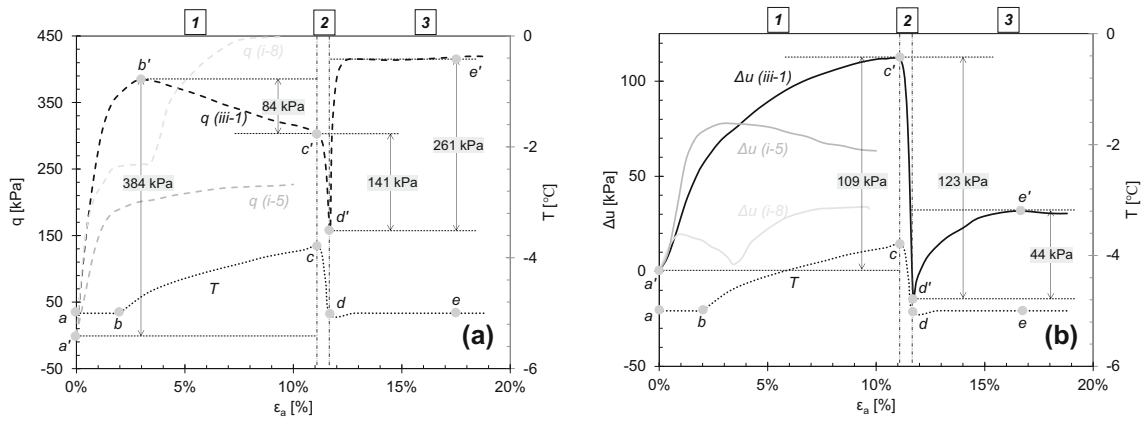 1 2 3
450
400
350
300
250
200
150
100
50
0
-50
q [kPa]
0
-2
-4
-6
T [°C]
0% 5% 10% 15% 20%
εa [%]
q (i-8)
b'
84 kPa
q (iii-1)
c'
261 kPa
384 kPa
141 kPa
q (i-5)
d'
e'
c
T
a
b
d
e
a'
(a)
1 2 3
100
50
0
-50
Δu [kPa]
0
-2
-4
-6
T [°C]
0% 5% 10% 15% 20%
εa [%]
c'
Δu (iii-1)
Δu (i-5)
109 kPa
123 kPa
Δu (i-8)
e'
44 kPa
a'
c
T
d'
a
b
d
e
(b)